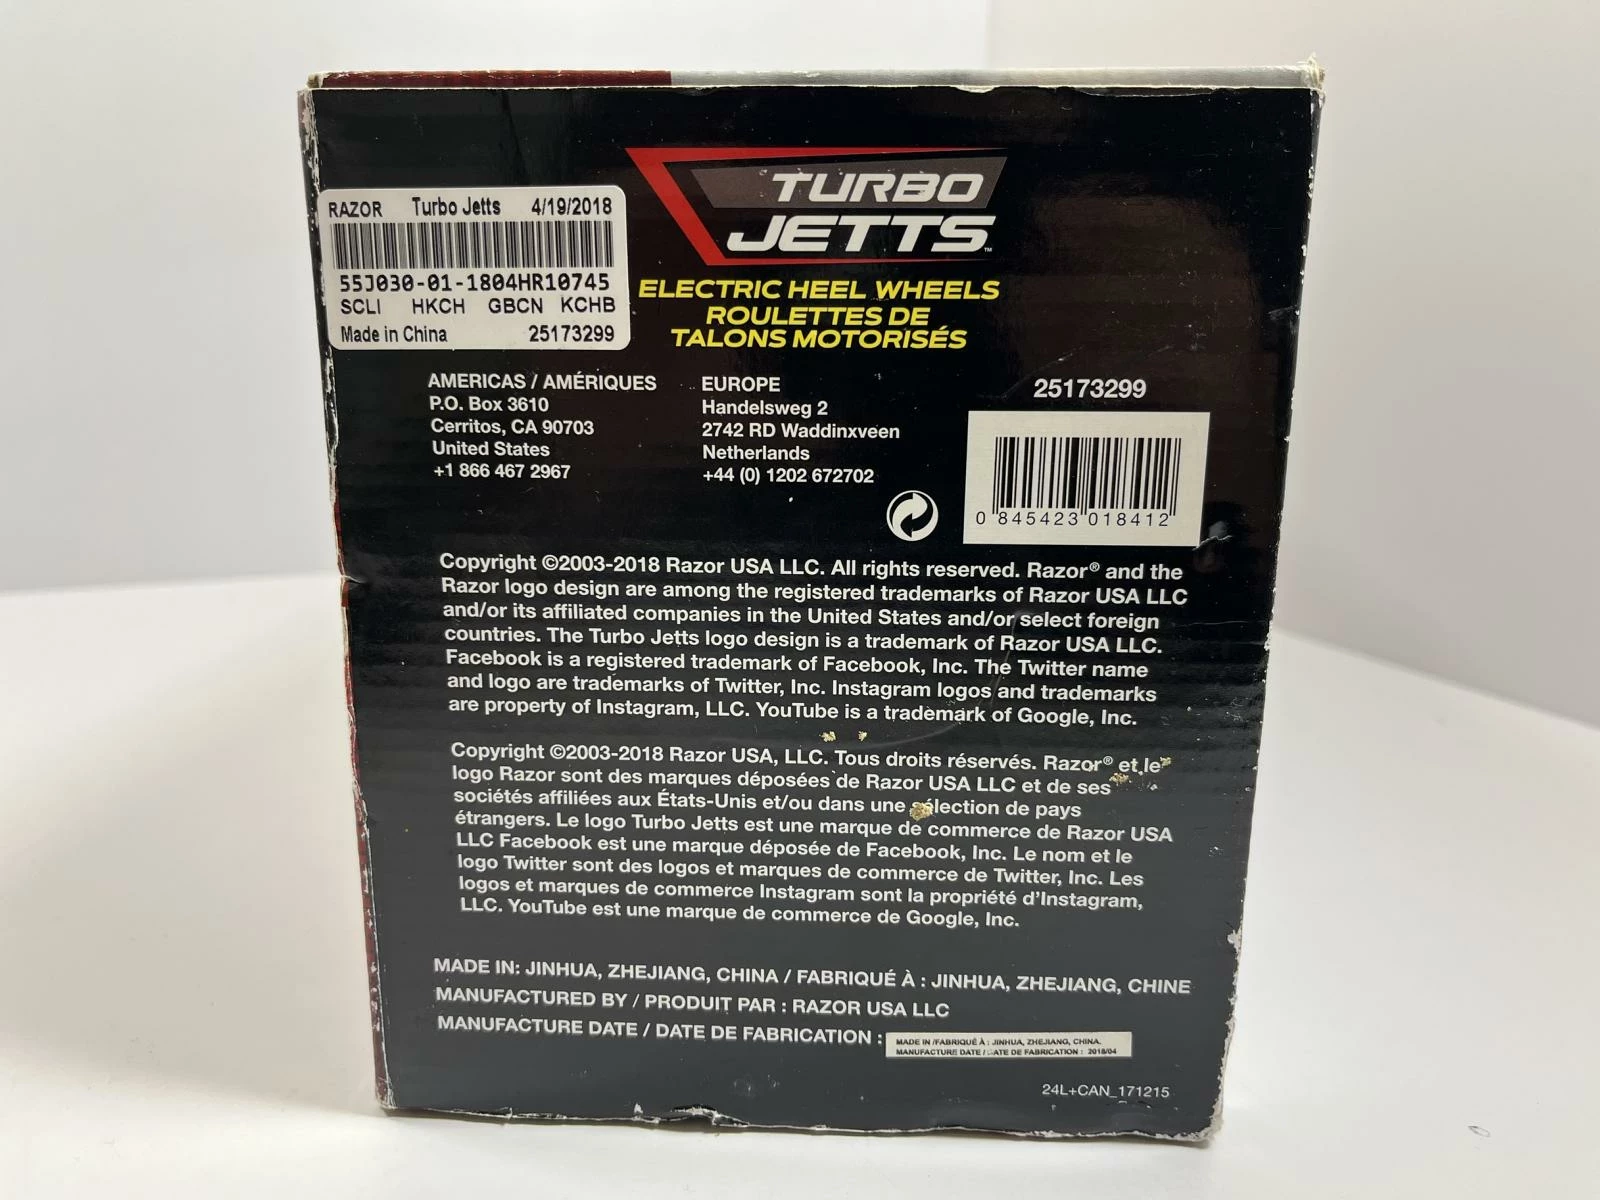 RAZOR Turbo Jetts 4/19/2018
55J030-01-1804HR10745
SCLI HKCH GBCN KCHB
Made in China 25173299
TURBO
JETTS™
ELECTRIC HEEL WHEELS
ROULETTES DE
TALONS MOTORISÉS
AMERICAS / AMÉRIQUES
P.O. Box 3610
Cerritos, CA 90703
United States
+1 866 467 2967
EUROPE
Handelsweg 2
2742 RD Waddinxveen
Netherlands
+44 (0) 1202 672702
25173299
0 845423 018412
Copyright ©2003-2018 Razor USA LLC. All rights reserved. Razor® and the
Razor logo design are among the registered trademarks of Razor USA LLC
and/or its affiliated companies in the United States and/or select foreign
countries. The Turbo Jetts logo design is a trademark of Razor USA LLC.
Facebook is a registered trademark of Facebook, Inc. The Twitter name
and logo are trademarks of Twitter, Inc. Instagram logos and trademarks
are property of Instagram, LLC. YouTube is a trademark of Google, Inc.
Copyright ©2003-2018 Razor USA, LLC. Tous droits réservés. Razor® et le
logo Razor sont des marques déposées de Razor USA LLC et de ses
sociétés affiliées aux États-Unis et/ou dans une sélection de pays
étrangers. Le logo Turbo Jetts est une marque de commerce de Razor USA
LLC Facebook est une marque déposée de Facebook, Inc. Le nom et le
logo Twitter sont des logos et marques de commerce de Twitter, Inc. Les
logos et marques de commerce Instagram sont la propriété d'Instagram,
LLC. YouTube est une marque de commerce de Google, Inc.
MADE IN: JINHUA, ZHEJIANG, CHINA / FABRIQUÉ À : JINHUA, ZHEJIANG, CHINE
MANUFACTURED BY / PRODUIT PAR : RAZOR USA LLC
MANUFACTURE DATE / DATE DE FABRICATION :
MADE IN /FABRIQUÉ À : JINHUA, ZHEJIANG, CHINA.
MANUFACTURE DATE / DATE DE FABRICATION : 2018/04
24L+CAN_171215